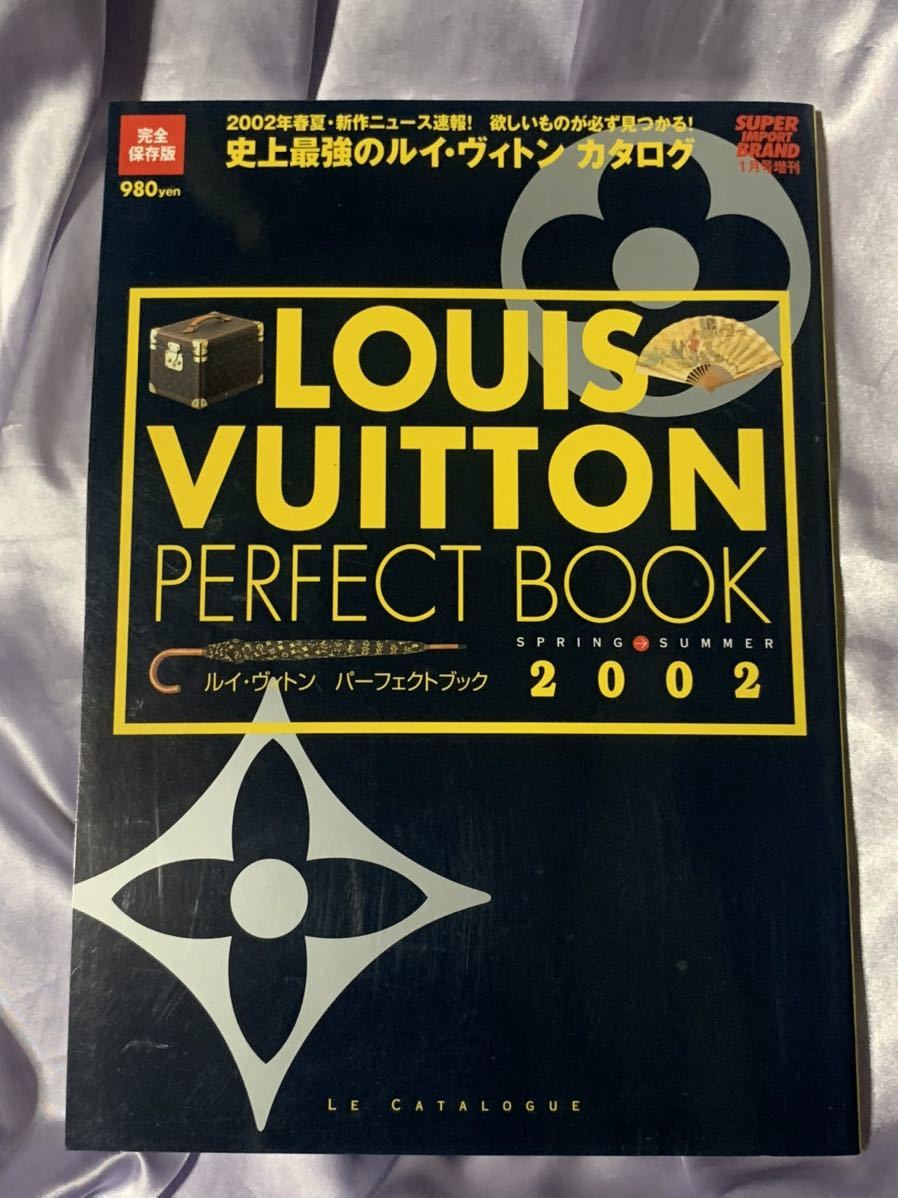 完全
保存版
980yen
2002年春夏・新作ニュース速報! 欲しいものが必ず見つかる!
史上最強のルイ・ヴィトン カタログ
SUPER
IMPORT
BRAND
1月号増刊
LOUIS
VUITTON
PERFECT BOOK
SPRING → SUMMER
ルイ・ヴィトン パーフェクトブック
2002
LE CATALOGUE